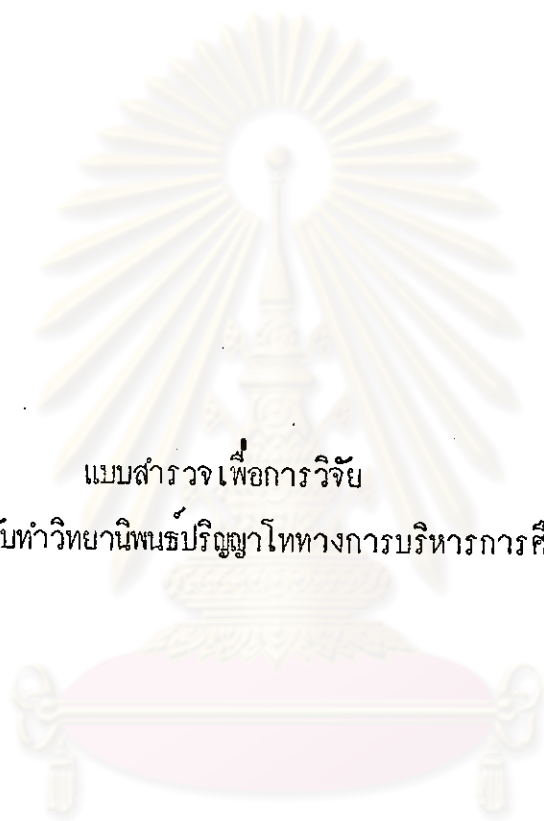 แบบสำรวจเพื่อการวิจัย
ทำวิทยานิพนธ์ปริญญาโททางการบริหารการ